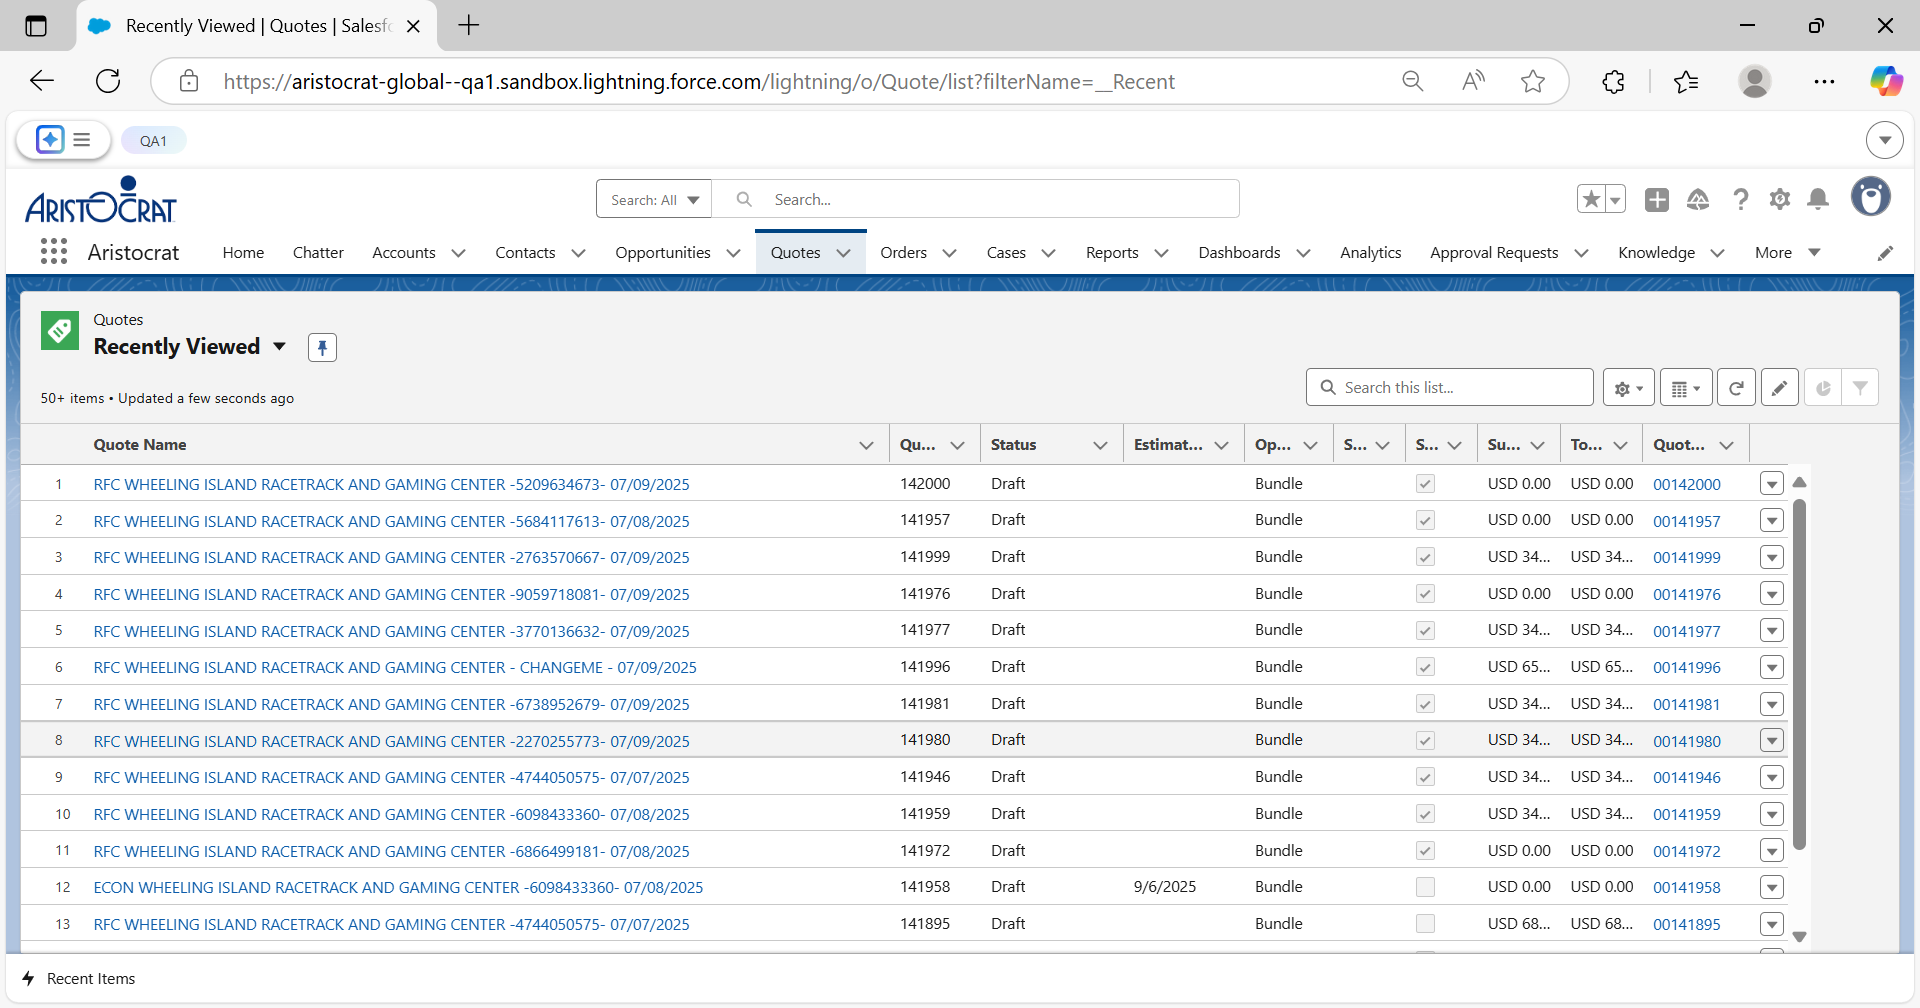 Recently Viewed | Quotes | Salesfo
https://aristocrat-global--qa1.sandbox.lightning.force.com/lightning/o/Quote/list?filterName=__Recent
QA1
ARISTOCRAT
Search: All
Search...
Aristocrat
Home
Chatter
Accounts
Contacts
Opportunities
Quotes
Orders
Cases
Reports
Dashboards
Analytics
Approval Requests
Knowledge
More
Quotes
Recently Viewed
50+ items • Updated a few seconds ago
Search this list...
Quote Name Qu... Status Estimat... Op... S... S... Su... To... Quot...
1 RFC WHEELING ISLAND RACETRACK AND GAMING CENTER -5209634673- 07/09/2025 142000 Draft Bundle USD 0.00 USD 0.00 00142000
2 RFC WHEELING ISLAND RACETRACK AND GAMING CENTER -5684117613- 07/08/2025 141957 Draft Bundle USD 0.00 USD 0.00 00141957
3 RFC WHEELING ISLAND RACETRACK AND GAMING CENTER -2763570667- 07/09/2025 141999 Draft Bundle USD 34... USD 34... 00141999
4 RFC WHEELING ISLAND RACETRACK AND GAMING CENTER -9059718081- 07/09/2025 141976 Draft Bundle USD 0.00 USD 0.00 00141976
5 RFC WHEELING ISLAND RACETRACK AND GAMING CENTER -3770136632- 07/09/2025 141977 Draft Bundle USD 34... USD 34... 00141977
6 RFC WHEELING ISLAND RACETRACK AND GAMING CENTER - CHANGEME - 07/09/2025 141996 Draft Bundle USD 65... USD 65... 00141996
7 RFC WHEELING ISLAND RACETRACK AND GAMING CENTER -6738952679- 07/09/2025 141981 Draft Bundle USD 34... USD 34... 00141981
8 RFC WHEELING ISLAND RACETRACK AND GAMING CENTER -2270255773- 07/09/2025 141980 Draft Bundle USD 34... USD 34... 00141980
9 RFC WHEELING ISLAND RACETRACK AND GAMING CENTER -4744050575- 07/07/2025 141946 Draft Bundle USD 34... USD 34... 00141946
10 RFC WHEELING ISLAND RACETRACK AND GAMING CENTER -6098433360- 07/08/2025 141959 Draft Bundle USD 34... USD 34... 00141959
11 RFC WHEELING ISLAND RACETRACK AND GAMING CENTER -6866499181- 07/08/2025 141972 Draft Bundle USD 0.00 USD 0.00 00141972
12 ECON WHEELING ISLAND RACETRACK AND GAMING CENTER -6098433360- 07/08/2025 141958 Draft 9/6/2025 Bundle USD 0.00 USD 0.00 00141958
13 RFC WHEELING ISLAND RACETRACK AND GAMING CENTER -4744050575- 07/07/2025 141895 Draft Bundle USD 68... USD 68... 00141895
Recent Items